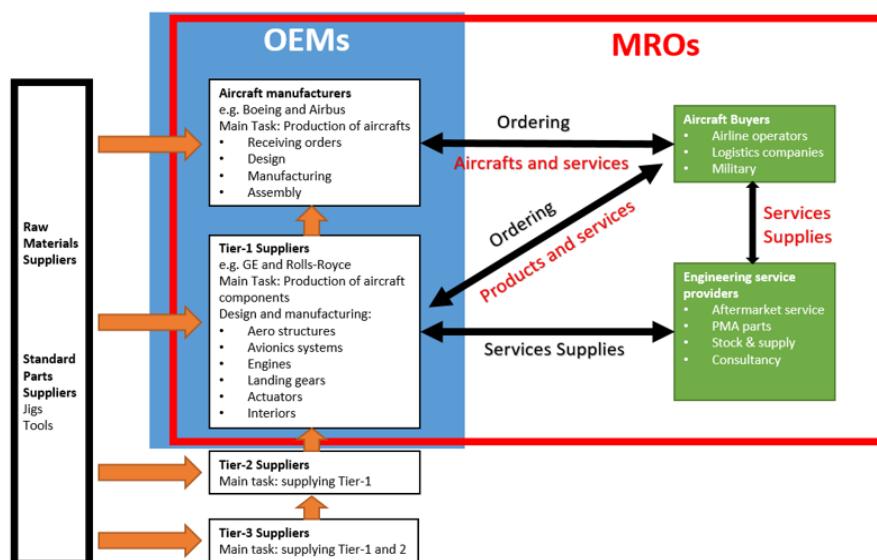 OEMs
MROs
Raw
Materials
Suppliers
Standard
Parts
Suppliers
Jigs
Tools
Aircraft manufacturers
e.g. Boeing and Airbus
Main Task: Production of aircrafts
• Receiving orders
• Design
• Manufacturing
• Assembly
Tier-1 Suppliers
e.g. GE and Rolls-Royce
Main Task: Production of aircraft
components
Design and manufacturing:
• Aero structures
• Avionics systems
• Engines
• Landing gears
• Actuators
• Interiors
Tier-2 Suppliers
Main task: supplying Tier-1
Tier-3 Suppliers
Main task: supplying Tier-1 and 2
Ordering
Aircrafts and services
Ordering
Products and services
Services Supplies
Aircraft Buyers
• Airline operators
• Logistics companies
• Military
Services
Supplies
Engineering service
providers
• Aftermarket service
• PMA parts
• Stock & supply
• Consultancy